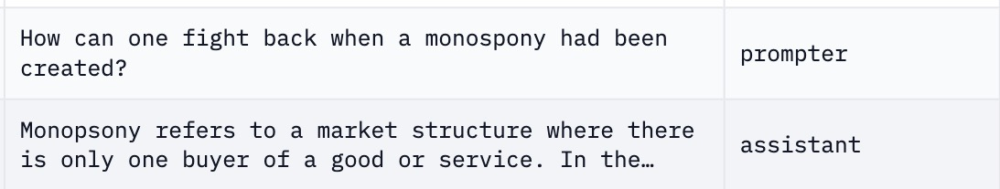 How can one fight back when a monospony had been
created?
prompter
Monopsony refers to a market structure where there
is only one buyer of a good or service. In the…
assistant